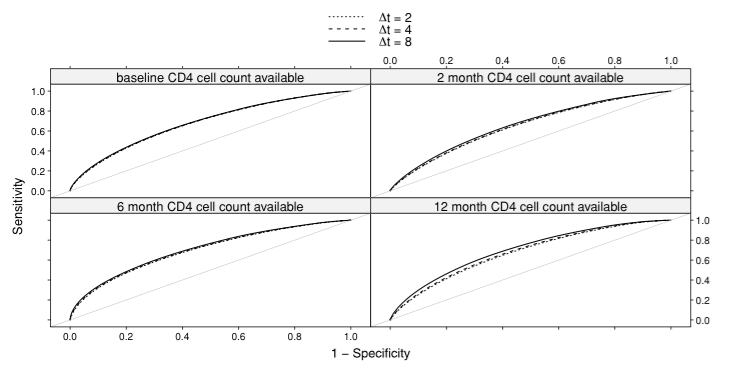 Δt = 2
Δt = 4
Δt = 8
0.0 0.2 0.4 0.6 0.8 1.0
baseline CD4 cell count available
2 month CD4 cell count available
1.0
0.8
0.6
0.4
0.2
0.0
Sensitivity
6 month CD4 cell count available
12 month CD4 cell count available
1.0
0.8
0.6
0.4
0.2
0.0
0.0 0.2 0.4 0.6 0.8 1.0
1 − Specificity